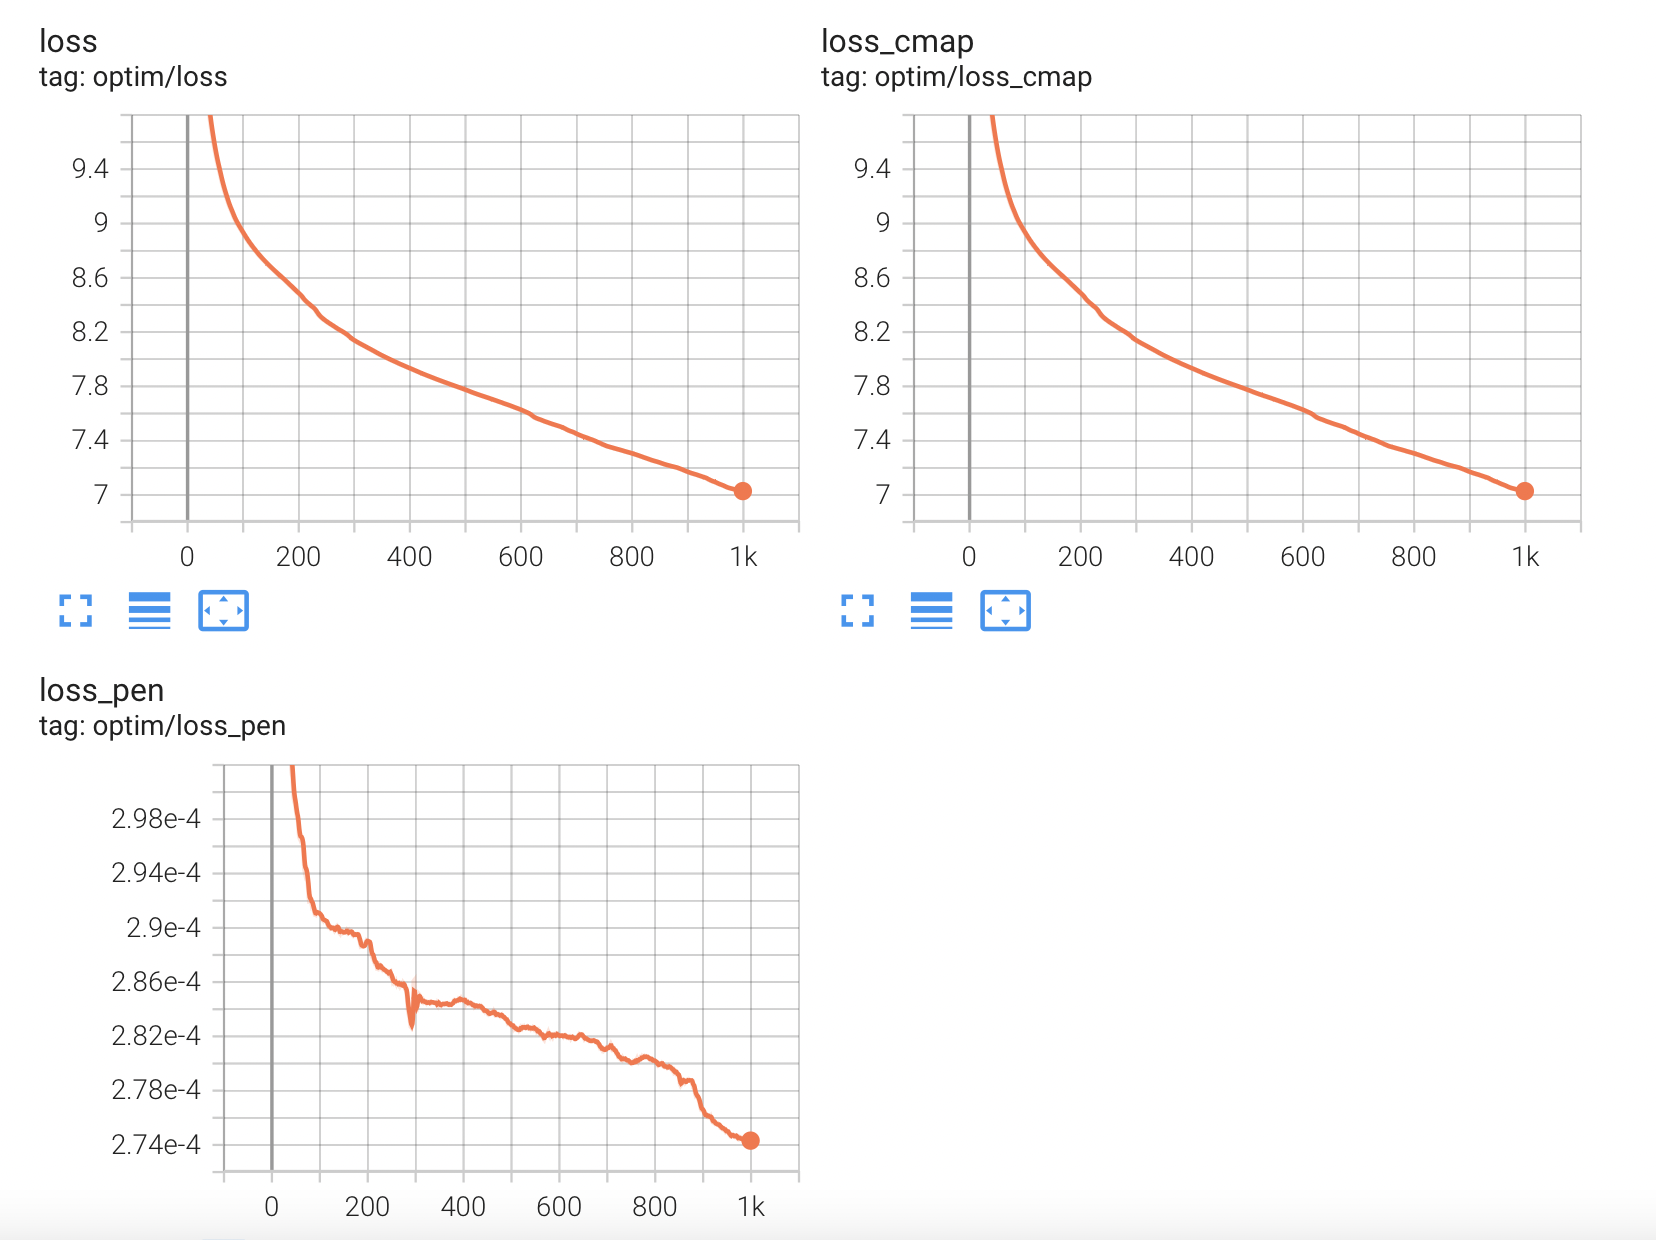 loss
tag: optim/loss
9.4
9
8.6
8.2
7.8
7.4
7
0 200 400 600 800 1k
loss_cmap
tag: optim/loss_cmap
9.4
9
8.6
8.2
7.8
7.4
7
0 200 400 600 800 1k
loss_pen
tag: optim/loss_pen
2.98e-4
2.94e-4
2.9e-4
2.86e-4
2.82e-4
2.78e-4
2.74e-4
0 200 400 600 800 1k